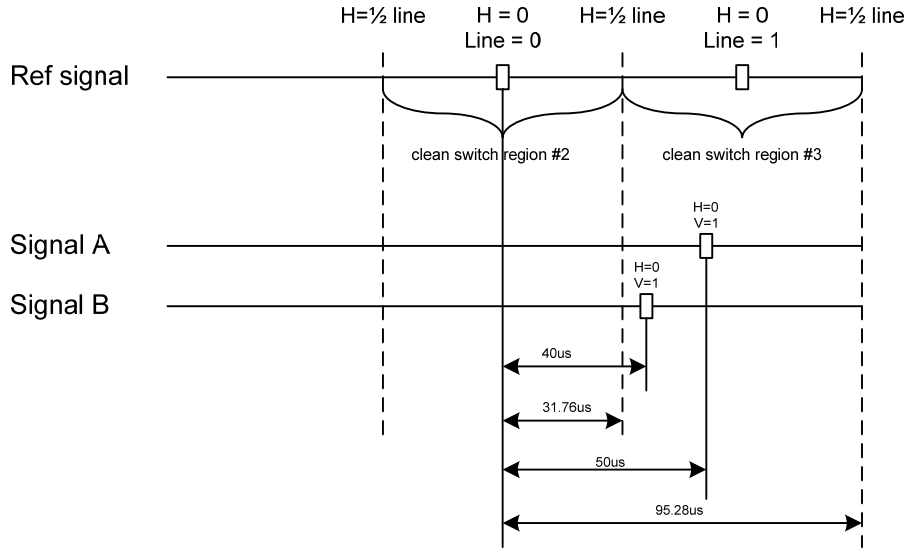 H=½ line H = 0 H=½ line H = 0 H=½ line
Line = 0 Line = 1
Ref signal
clean switch region #2 clean switch region #3
H=0
V=1
Signal A
H=0
V=1
Signal B
40us
31.76us
50us
95.28us